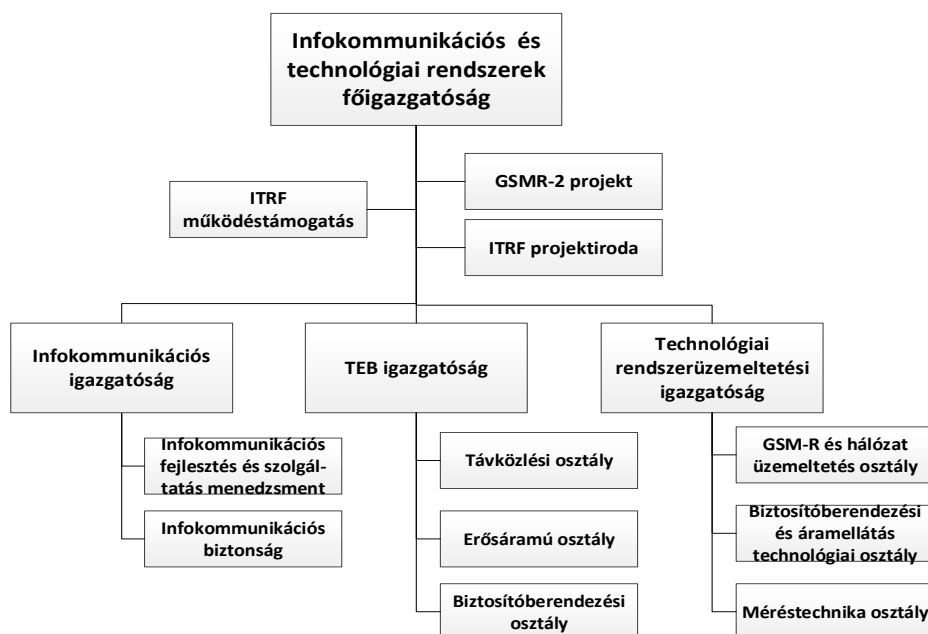 Infokommunikációs és
technológiai rendszerek
főigazgatóság
GSMR-2 projekt
ITRF
működéstámogatás
ITRF projektiroda
Infokommunikációs
igazgatóság
TEB igazgatóság
Technológiai
rendszerüzemeltetési
igazgatóság
Infokommunikációs
fejlesztés és szolgál-
tatás menedzsment
Infokommunikációs
biztonság
Távközlési osztály
Erősáramú osztály
Biztosítóberendezési
osztály
GSM-R és hálózat
üzemeltetés osztály
Biztosítóberendezési
és áramellátás
technológiai osztály
Méréstechnika osztály